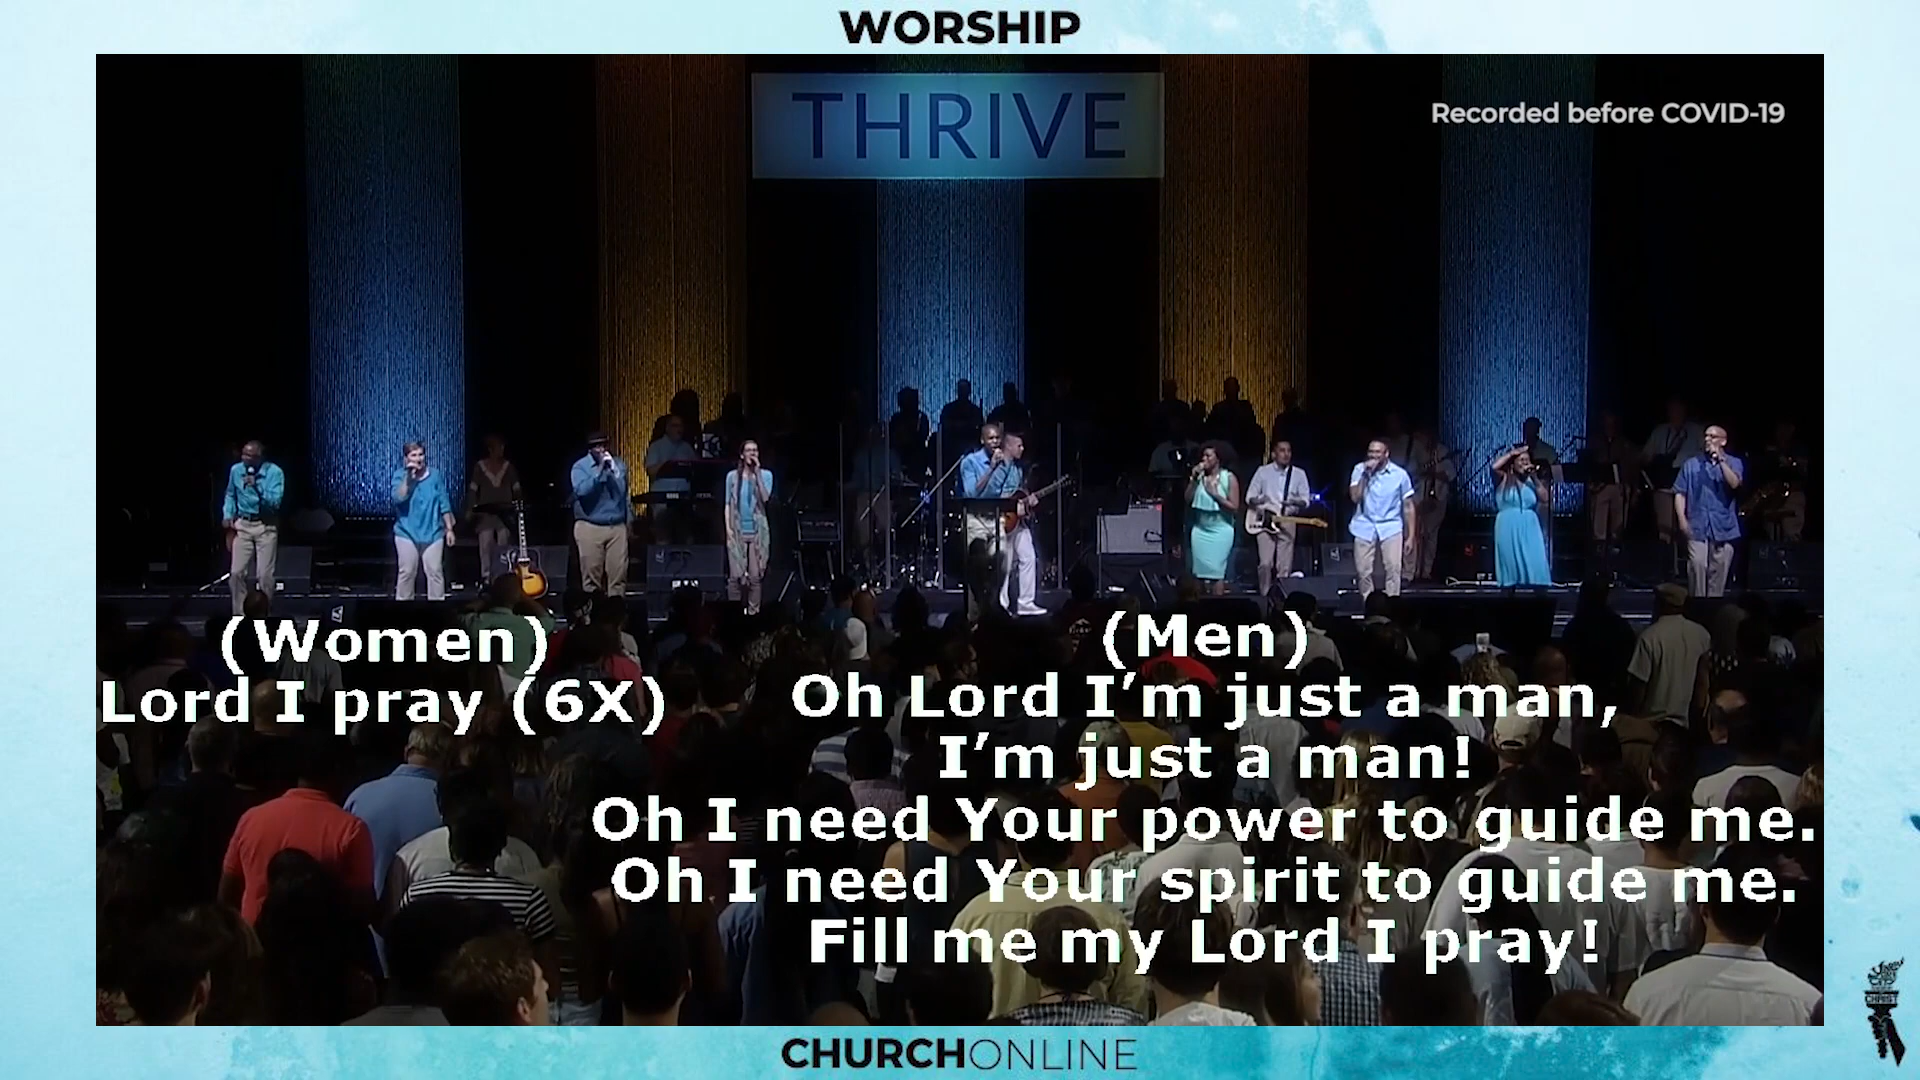 WORSHIP
THRIVE
Recorded before COVID-19
(Women)
Lord I pray (6X)
(Men)
Oh Lord I’m just a man,
I’m just a man!
Oh I need Your power to guide me.
Oh I need Your spirit to guide me.
Fill me my Lord I pray!
CHURCHONLINE
CHRIST